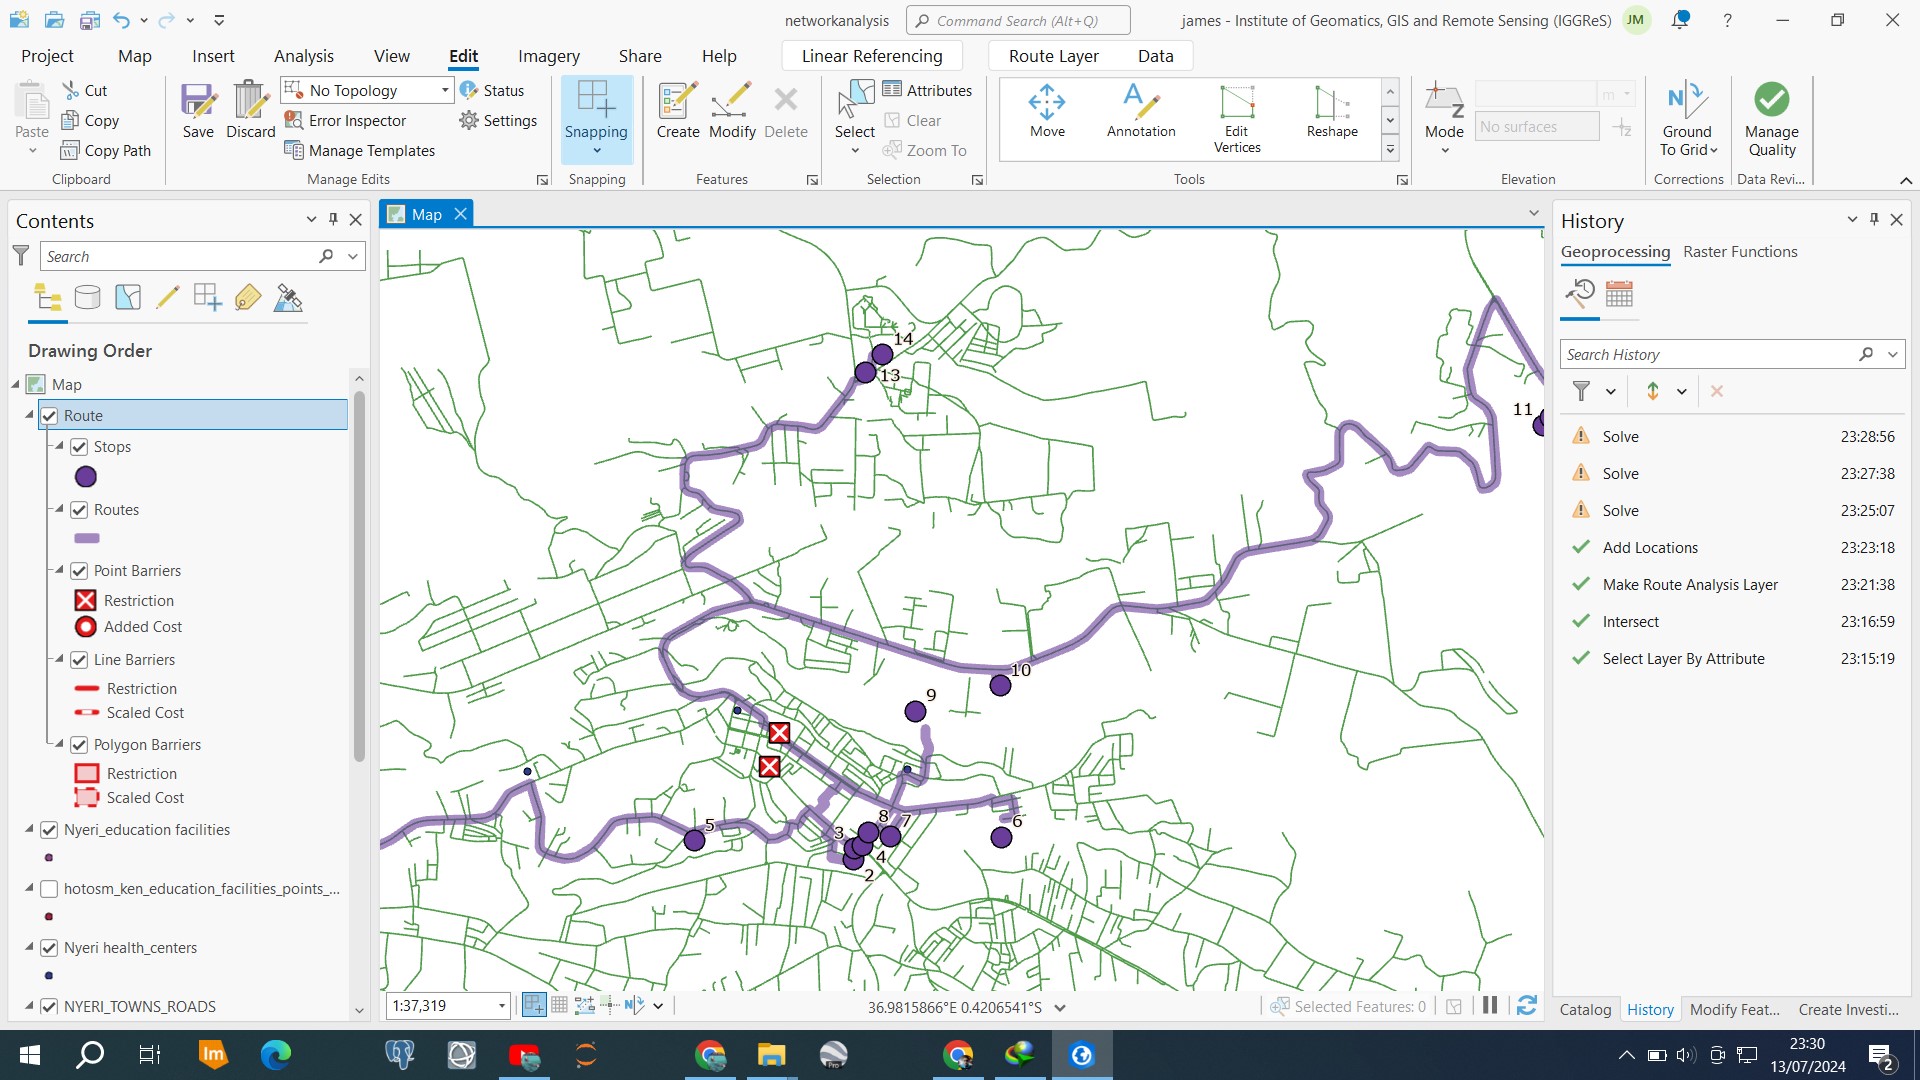 networkanalysis
Command Search (Alt+Q)
james - Institute of Geomatics, GIS and Remote Sensing (IGGReS)
JM
?
Project
Map
Insert
Analysis
View
Edit
Imagery
Share
Help
Linear Referencing
Route Layer
Data
Paste
Cut
Copy
Copy Path
Clipboard
Save
Discard
No Topology
Error Inspector
Manage Templates
Status
Settings
Manage Edits
Snapping
Snapping
Create
Modify
Delete
Features
Select
Attributes
Clear
Zoom To
Selection
Move
Annotation
Edit
Vertices
Reshape
Tools
Mode
m
No surfaces
Elevation
Ground
To Grid
Corrections
Manage
Quality
Data Revi...
Contents
Search
Drawing Order
Map
Route
Stops
Routes
Point Barriers
Restriction
Added Cost
Line Barriers
Restriction
Scaled Cost
Polygon Barriers
Restriction
Scaled Cost
Nyeri_education facilities
hotosm_ken_education_facilities_points_...
Nyeri health_centers
NYERI_TOWNS_ROADS
Map
14
13
11
10
9
5
3
8
7
6
4
2
1:37,319
36.9815866°E 0.4206541°S
Selected Features: 0
History
Geoprocessing
Raster Functions
Search History
Solve 23:28:56
Solve 23:27:38
Solve 23:25:07
Add Locations 23:23:18
Make Route Analysis Layer 23:21:38
Intersect 23:16:59
Select Layer By Attribute 23:15:19
Catalog
History
Modify Feat...
Create Investi...
Im
Pro
23:30
13/07/2024
2